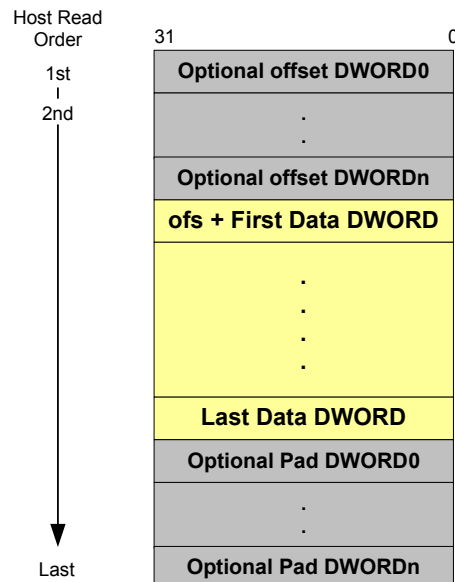 Host Read
Order
31
0
1st
2nd
Last
Optional offset DWORD0
.
.
Optional offset DWORDn
ofs + First Data DWORD
.
.
.
.
Last Data DWORD
Optional Pad DWORD0
.
.
Optional Pad DWORDn